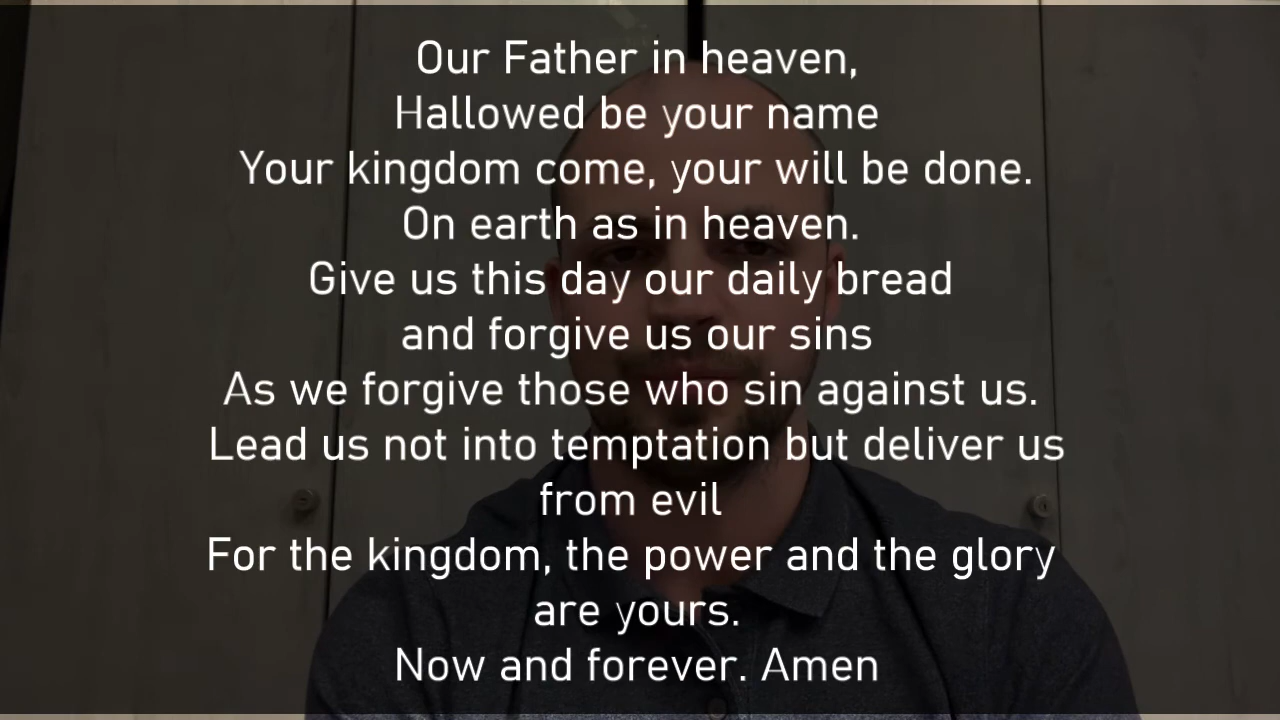 Our Father in heaven,
Hallowed be your name
Your kingdom come, your will be done.
On earth as in heaven.
Give us this day our daily bread
and forgive us our sins
As we forgive those who sin against us.
Lead us not into temptation but deliver us
from evil
For the kingdom, the power and the glory
are yours.
Now and forever. Amen